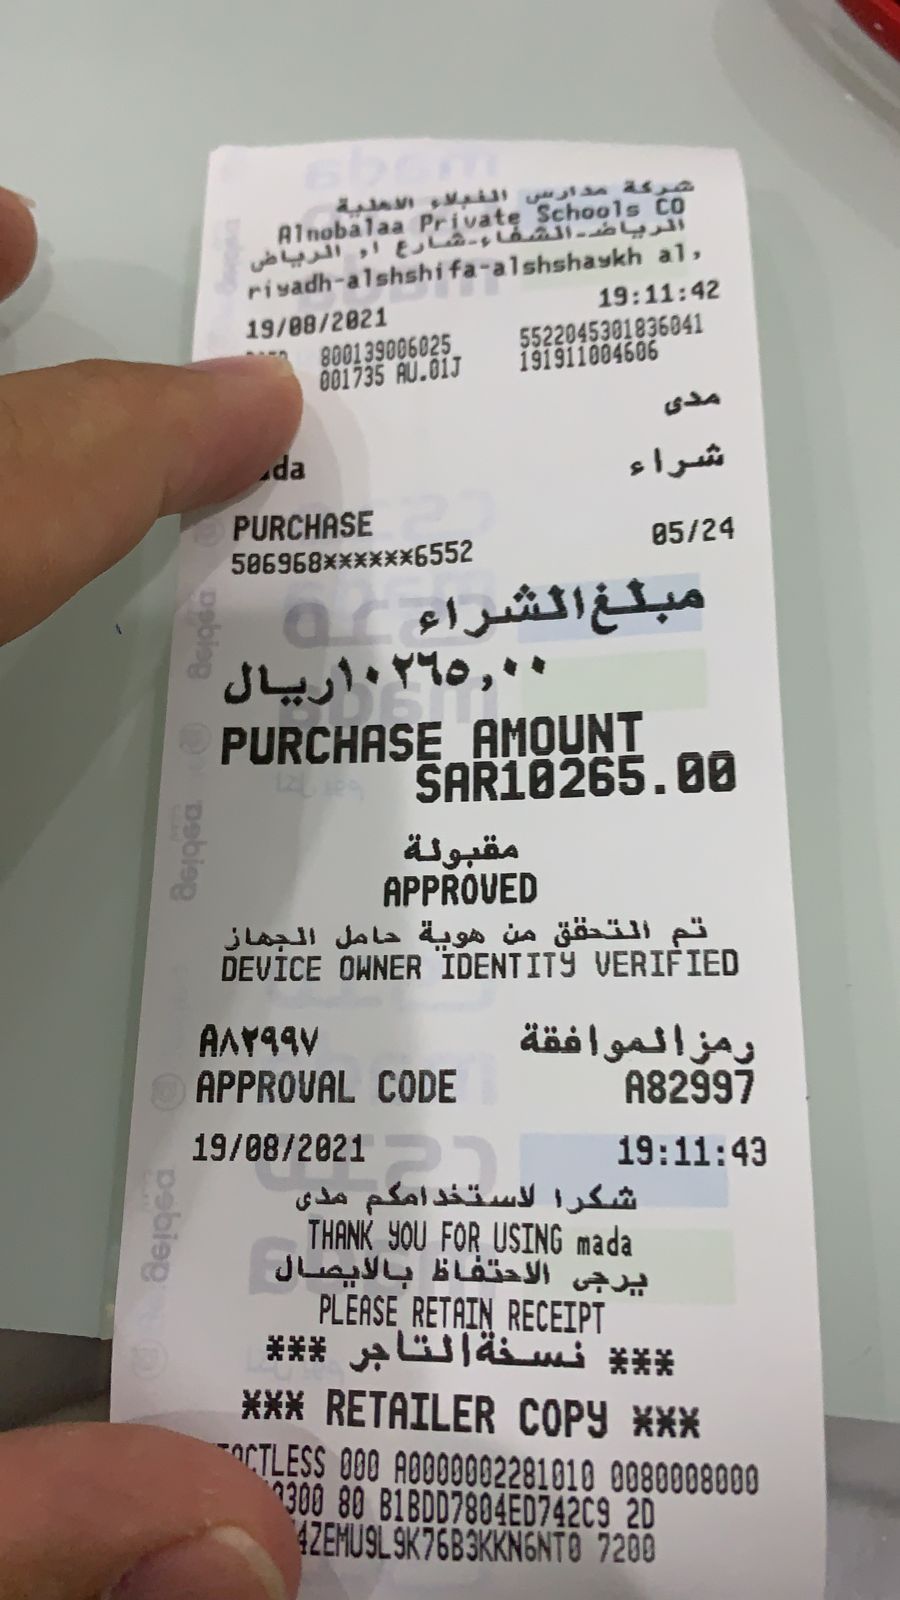 شركة مدارس النبلاء الاهلية
Alnobalaa Private Schools CO
الرياض-الشفاء-شارع ا, الرياض
riyadh-alshshifa-alshshaykh al,
19/08/2021 19:11:42
800139006025 5522045301836041
001735 AU.01J 191911004606
مدى
شراء
PURCHASE 05/24
506968******6552
مبلغ الشراء
١٠٢٦٥,٠٠ ريال
PURCHASE AMOUNT
SAR10265.00
مقبولة
APPROVED
تم التحقق من هوية حامل الجهاز
DEVICE OWNER IDENTITY VERIFIED
رمز الموافقة A٨٢٩٩٧
APPROVAL CODE A82997
19/08/2021 19:11:43
شكرا لاستخدامكم مدى
THANK YOU FOR USING mada
يرجى الاحتفاظ بالايصال
PLEASE RETAIN RECEIPT
*** نسخة التاجر ***
*** RETAILER COPY ***
000 A0000002281010 0080008000
80 B1BDD7804ED742C9 2D
7200